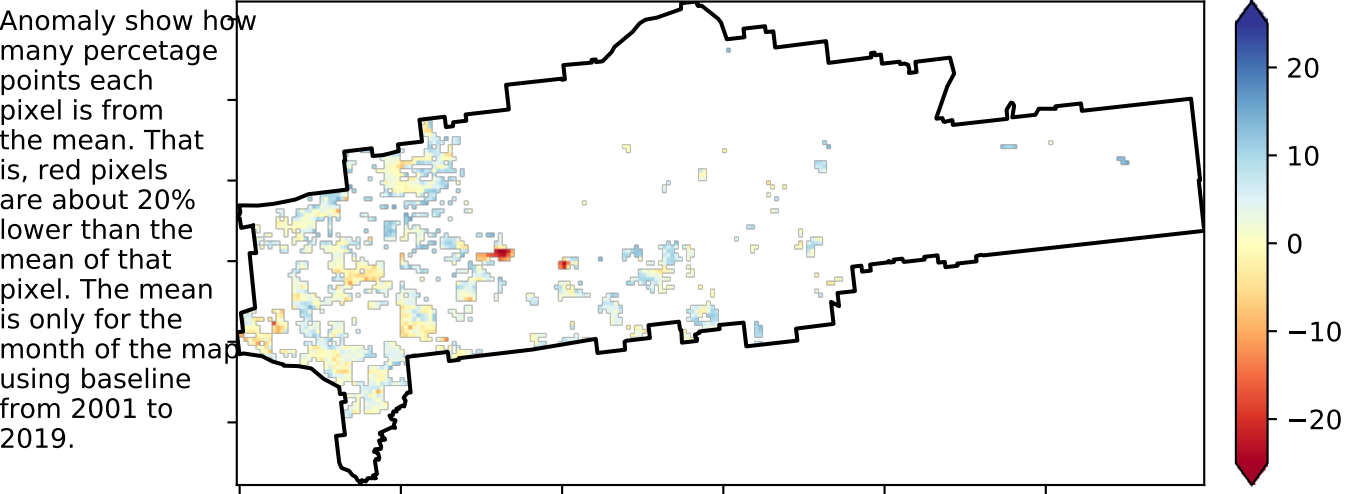 Anomaly show how
many percetage
points each
pixel is from
the mean. That
is, red pixels
are about 20%
lower than the
mean of that
pixel. The mean
is only for the
month of the map
using baseline
from 2001 to
2019.
20
10
0
−10
−20